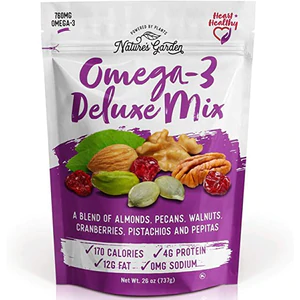 760MG
OMEGA-3
POWERED BY PLANTS
Nature's Garden
Heart
Healthy
Omega-3
Deluxe Mix
A BLEND OF ALMONDS, PECANS, WALNUTS,
CRANBERRIES, PISTACHIOS AND PEPITAS
170 CALORIES
4G PROTEIN
12G FAT
0MG SODIUM
NET WT. 26 oz (737g)